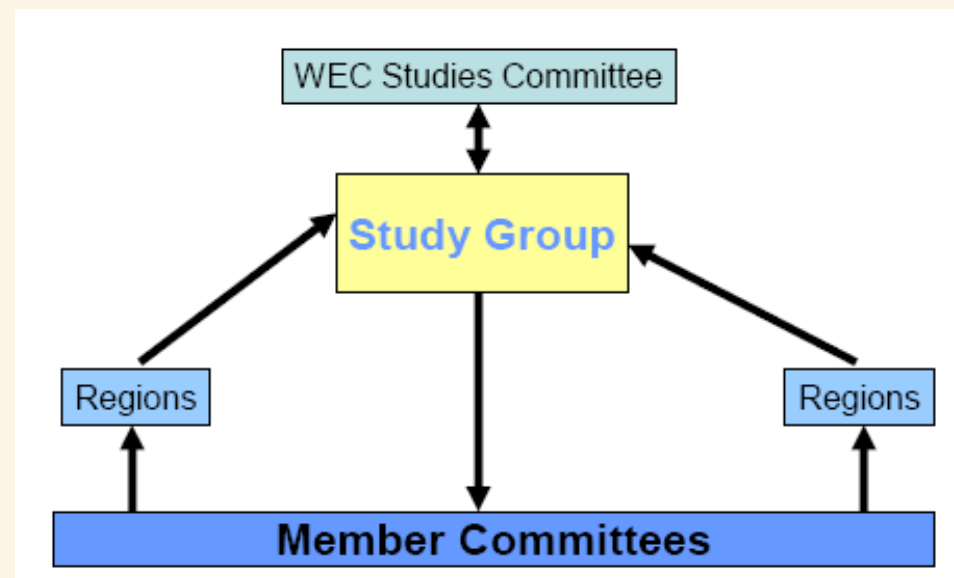 WEC Studies Committee
Study Group
Regions
Regions
Member Committees